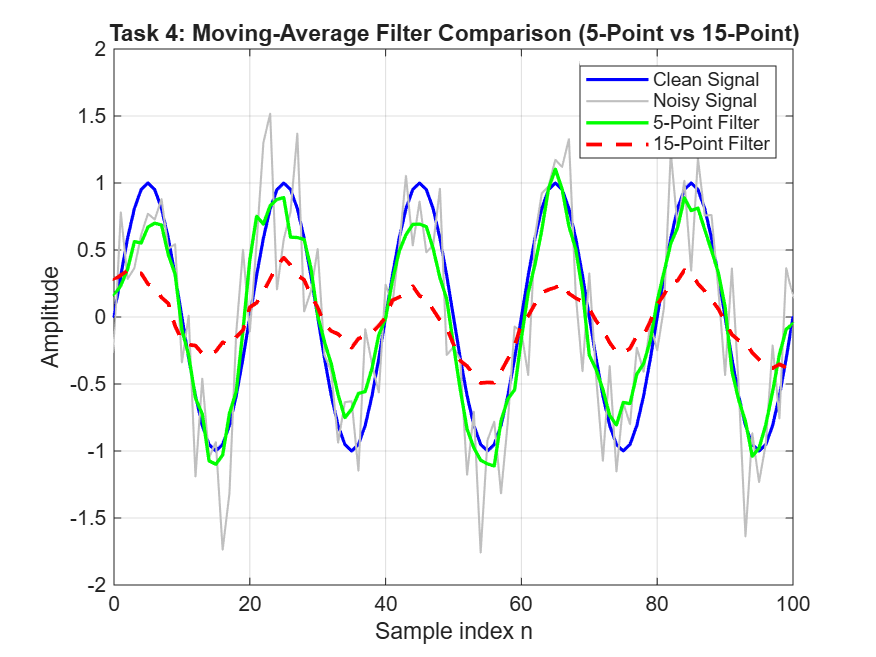 Task 4: Moving-Average Filter Comparison (5-Point vs 15-Point)
2
1.5
1
0.5
0
-0.5
-1
-1.5
-2
Amplitude
Clean Signal
Noisy Signal
5-Point Filter
15-Point Filter
0 20 40 60 80 100
Sample index n